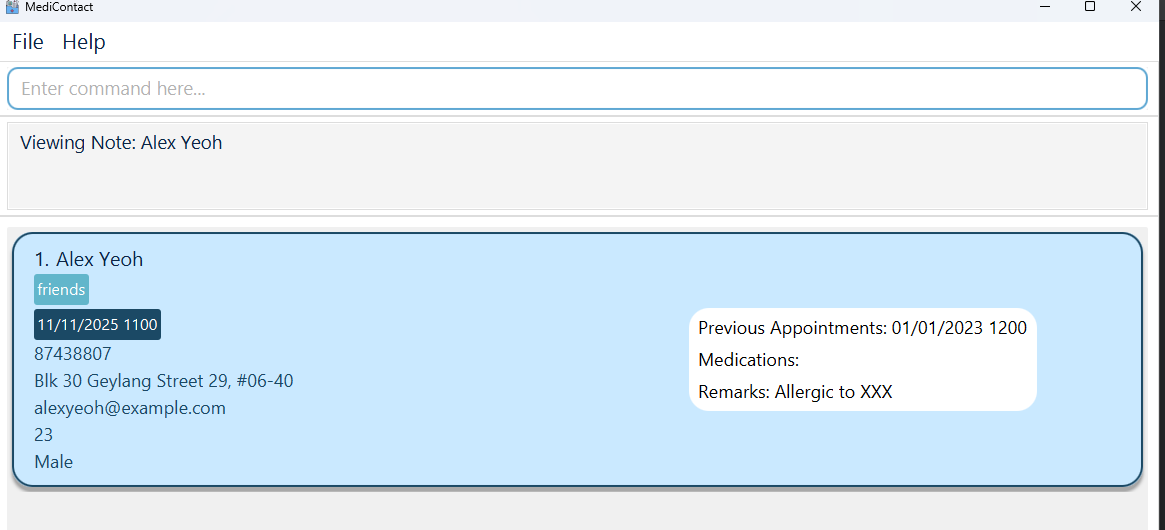 MediContact
File Help
Enter command here...
Viewing Note: Alex Yeoh
1. Alex Yeoh
friends
11/11/2025 1100
87438807
Blk 30 Geylang Street 29, #06-40
alexyeoh@example.com
23
Male
Previous Appointments: 01/01/2023 1200
Medications:
Remarks: Allergic to XXX